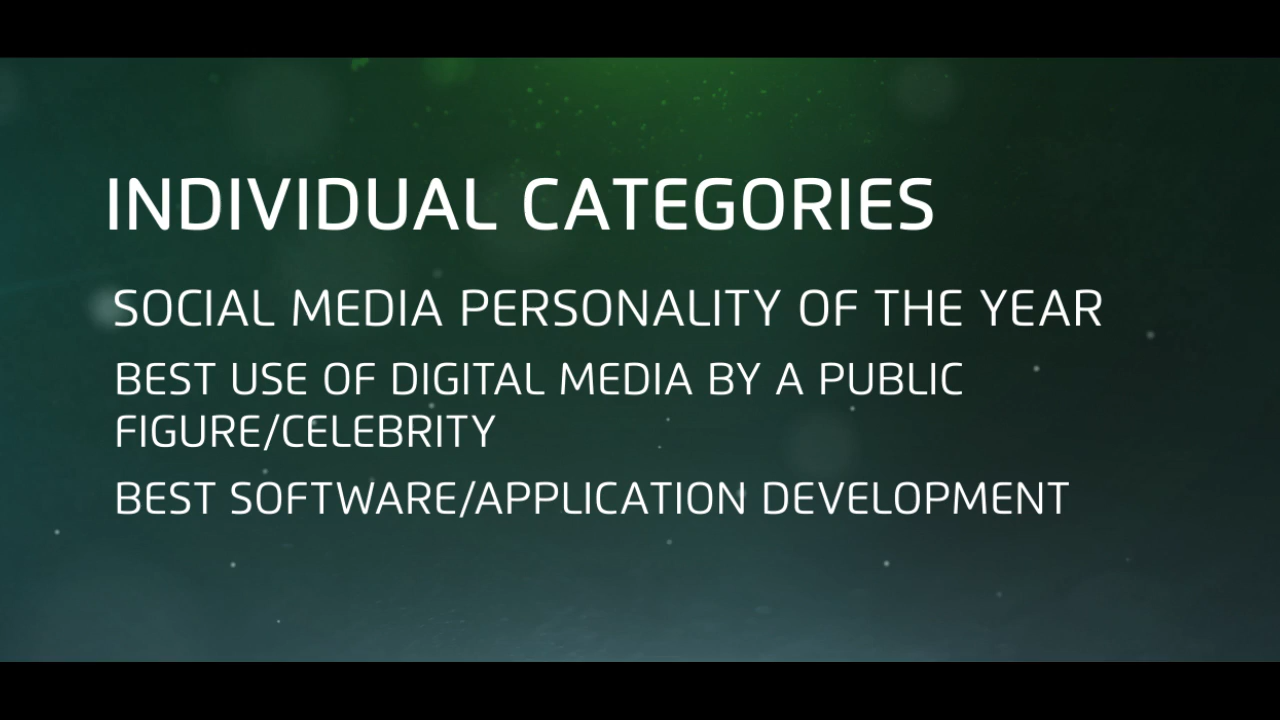 INDIVIDUAL CATEGORIES
SOCIAL MEDIA PERSONALITY OF THE YEAR
BEST USE OF DIGITAL MEDIA BY A PUBLIC
FIGURE/CELEBRITY
BEST SOFTWARE/APPLICATION DEVELOPMENT